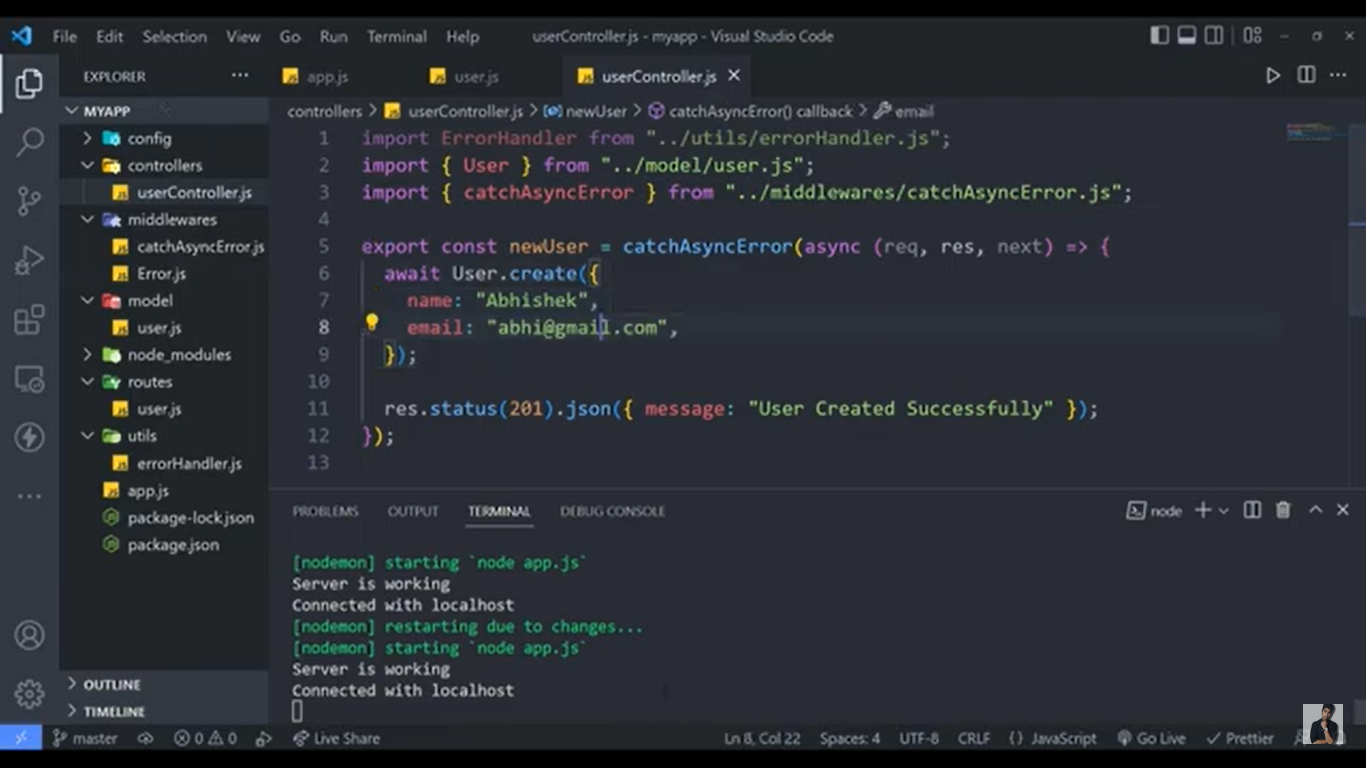 File Edit Selection View Go Run Terminal Help userController.js - myapp - Visual Studio Code
EXPLORER
MYAPP
config
controllers
userController.js
middlewares
catchAsyncError.js
Error.js
model
user.js
node_modules
routes
user.js
utils
errorHandler.js
app.js
package-lock.json
package.json
OUTLINE
TIMELINE
app.js user.js userController.js
controllers > userController.js > newUser > catchAsyncError() callback > email
1 import ErrorHandler from "../utils/errorHandler.js";
2 import { User } from "../model/user.js";
3 import { catchAsyncError } from "../middlewares/catchAsyncError.js";
4
5 export const newUser = catchAsyncError(async (req, res, next) => {
6 await User.create({
7 name: "Abhishek",
8 email: "abhi@gmail.com",
9 });
10
11 res.status(201).json({ message: "User Created Successfully" });
12 });
13
PROBLEMS OUTPUT TERMINAL DEBUG CONSOLE node
[nodemon] starting `node app.js`
Server is working
Connected with localhost
[nodemon] restarting due to changes...
[nodemon] starting `node app.js`
Server is working
Connected with localhost
master 0 0 Live Share Ln 8, Col 22 Spaces: 4 UTF-8 CRLF {} JavaScript Go Live Prettier